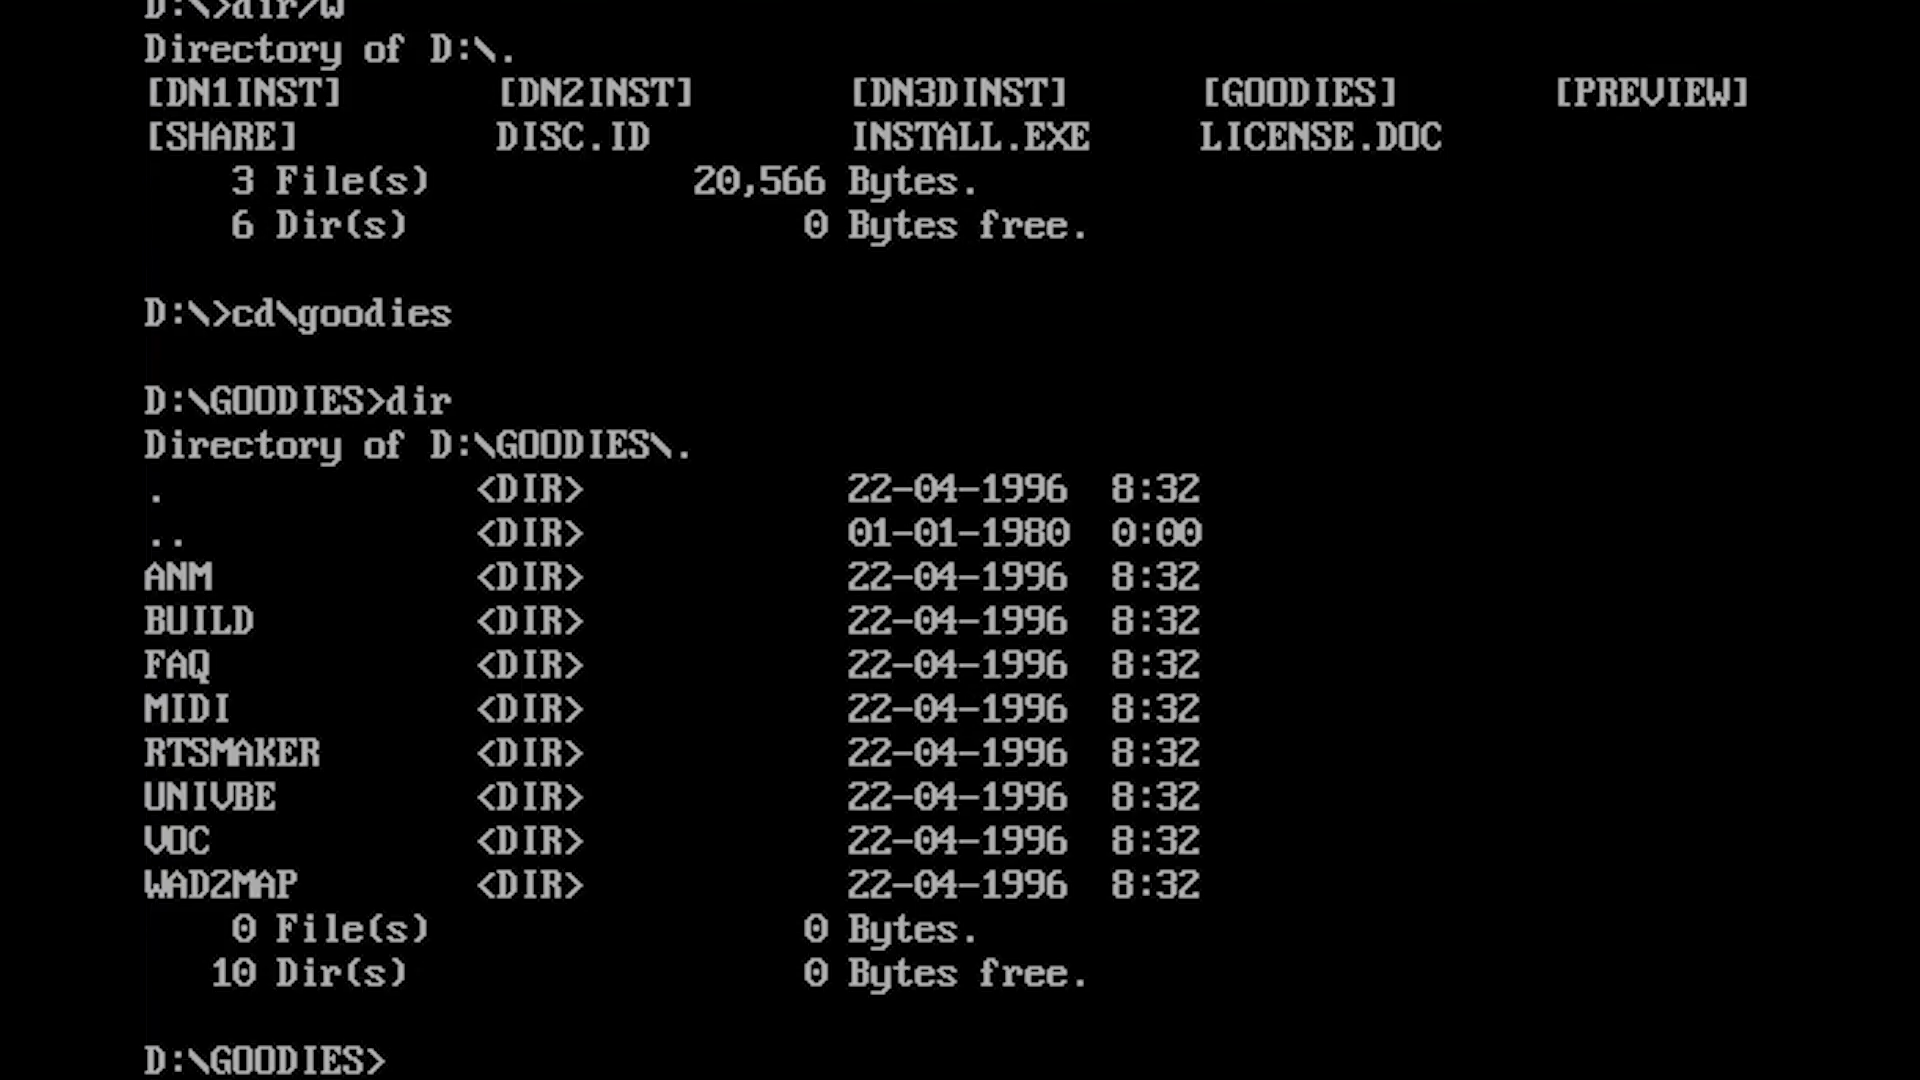 D:\>dir/w
Directory of D:\.
[DN1INST] [DN2INST] [DN3DINST] [GOODIES] [PREVIEW]
[SHARE] DISC.ID INSTALL.EXE LICENSE.DOC
3 File(s) 20,566 Bytes.
6 Dir(s) 0 Bytes free.
D:\>cd\goodies
D:\GOODIES>dir
Directory of D:\GOODIES\.
. <DIR> 22-04-1996 8:32
.. <DIR> 01-01-1980 0:00
ANM <DIR> 22-04-1996 8:32
BUILD <DIR> 22-04-1996 8:32
FAQ <DIR> 22-04-1996 8:32
MIDI <DIR> 22-04-1996 8:32
RTSMAKER <DIR> 22-04-1996 8:32
UNIVBE <DIR> 22-04-1996 8:32
VOC <DIR> 22-04-1996 8:32
WAD2MAP <DIR> 22-04-1996 8:32
0 File(s) 0 Bytes.
10 Dir(s) 0 Bytes free.
D:\GOODIES>